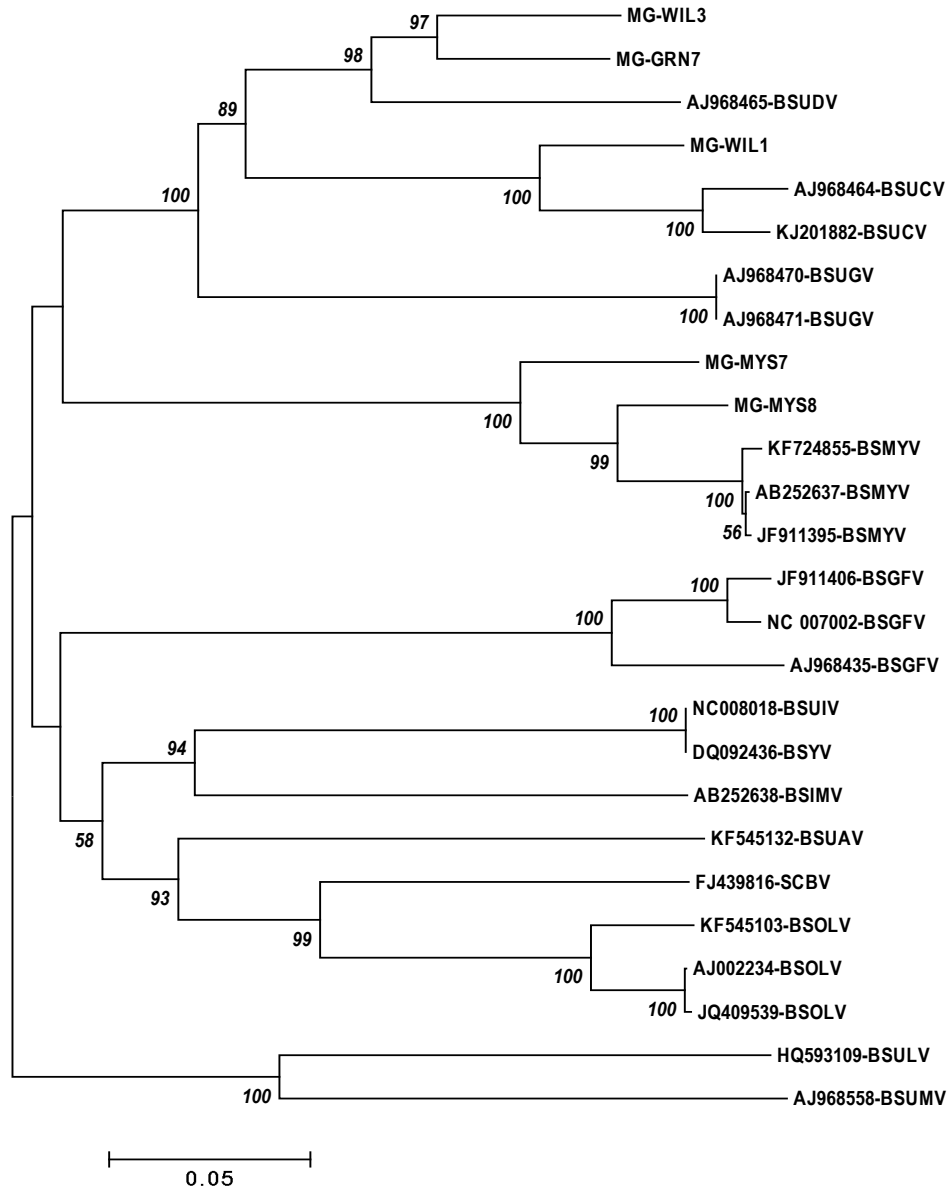 97
MG-WIL3
98
MG-GRN7
89
AJ968465-BSUDV
MG-WIL1
100
100
AJ968464-BSUCV
100
KJ201882-BSUCV
AJ968470-BSUGV
100
AJ968471-BSUGV
MG-MYS7
100
MG-MYS8
99
KF724855-BSMYV
100
AB252637-BSMYV
56
JF911395-BSMYV
100
JF911406-BSGFV
100
NC 007002-BSGFV
AJ968435-BSGFV
100
NC008018-BSUIV
94
DQ092436-BSYV
AB252638-BSIMV
58
KF545132-BSUAV
93
FJ439816-SCBV
99
KF545103-BSOLV
100
AJ002234-BSOLV
100
JQ409539-BSOLV
HQ593109-BSULV
100
AJ968558-BSUMV
0.05